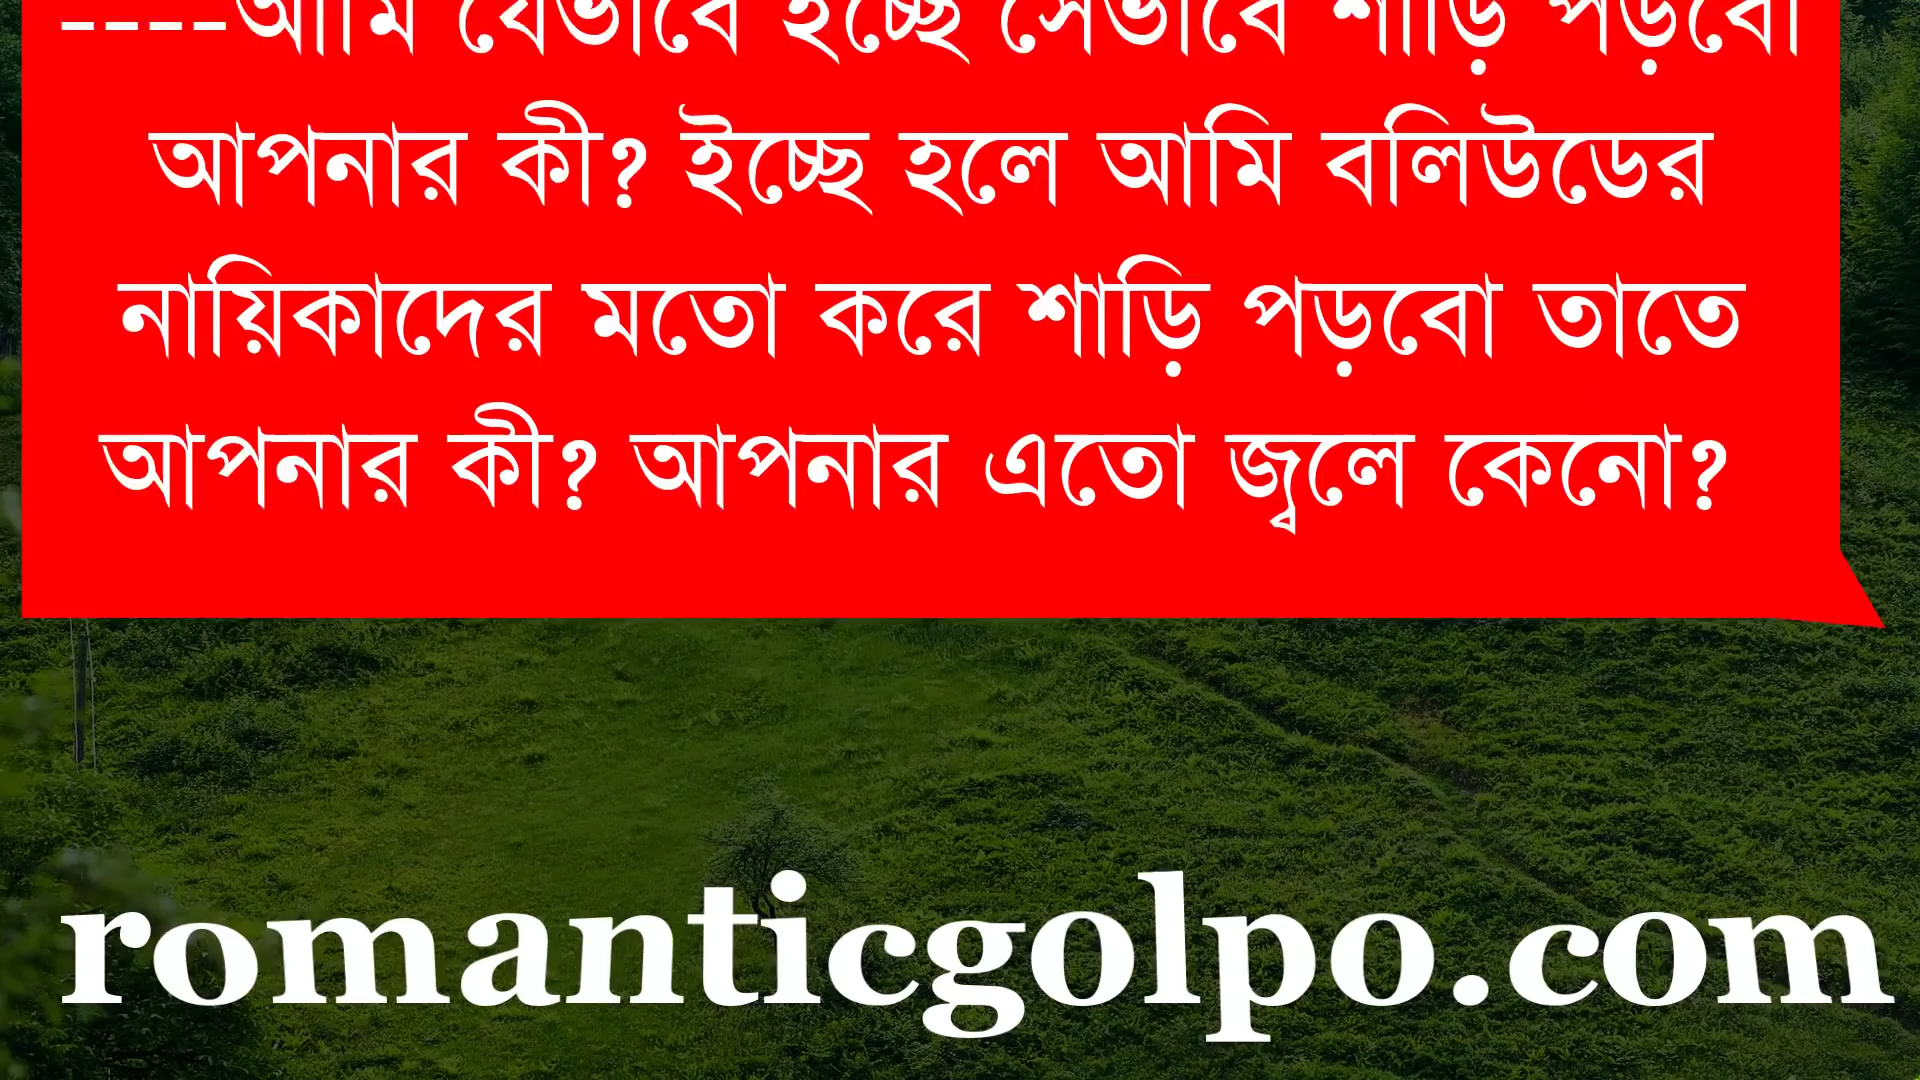 ----আমি যেভাবে ইচ্ছে সেভাবে শাড়ি পড়বো
আপনার কী? ইচ্ছে হলে আমি বলিউডের
নায়িকাদের মতো করে শাড়ি পড়বো তাতে
আপনার কী? আপনার এতো জ্বলে কেনো?
romanticgolpo.com